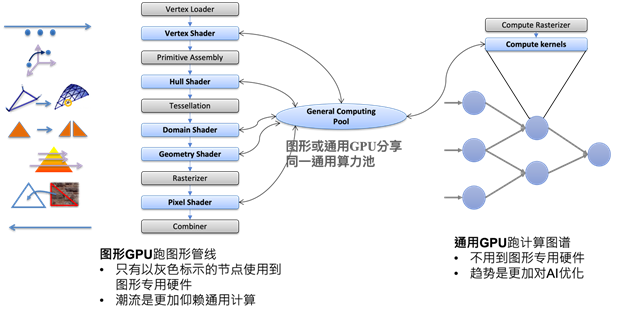 Vertex Loader
Vertex Shader
Primitive Assembly
Hull Shader
Tessellation
Domain Shader
Geometry Shader
Rasterizer
Pixel Shader
Combiner
General Computing
Pool
图形或通用GPU分享
同一通用算力池
Compute Rasterizer
Compute kernels
图形GPU跑图形管线
• 只有以灰色标示的节点使用到
图形专用硬件
• 潮流是更加仰赖通用计算
通用GPU跑计算图谱
• 不用到图形专用硬件
• 趋势是更加对AI优化